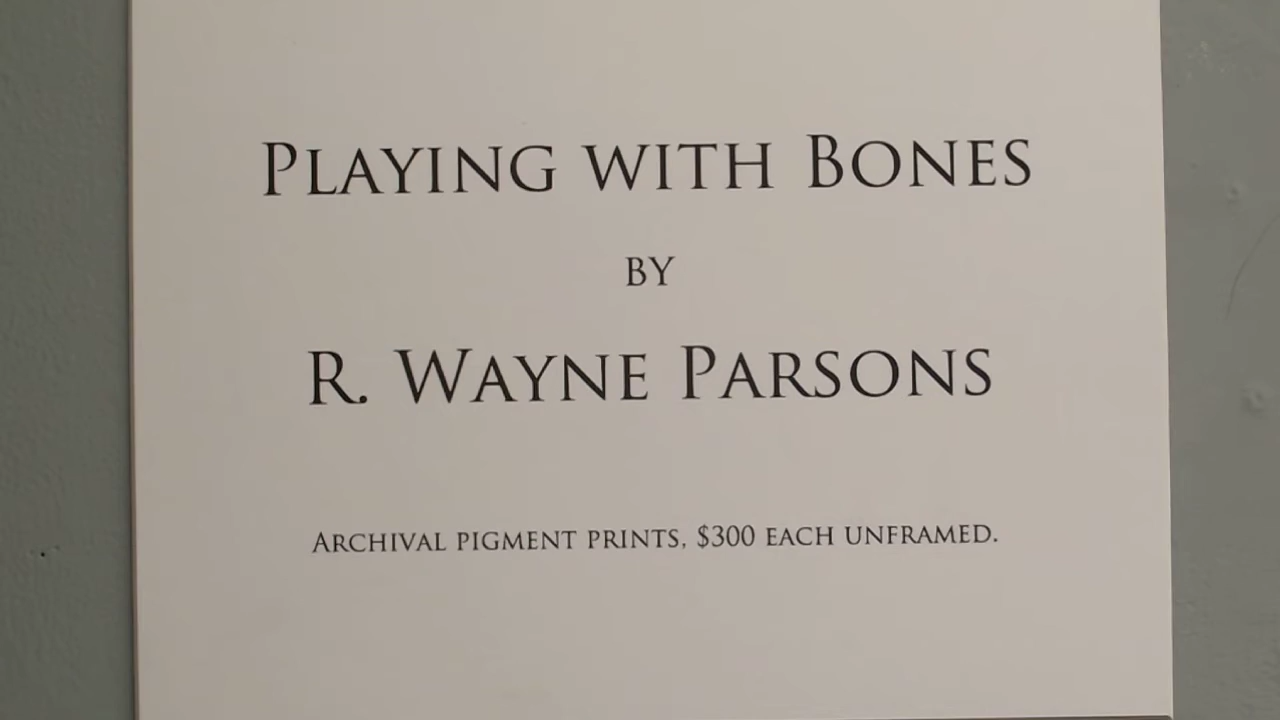 Playing with Bones
by
R. Wayne Parsons
Archival pigment prints, $300 each unframed.